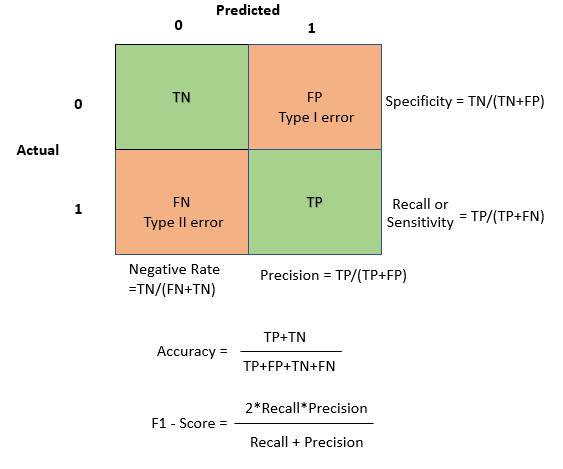 Predicted
0
1
0
TN
FP
Type I error
Specificity = TN/(TN+FP)
Actual
1
FN
Type II error
TP
Recall or
Sensitivity = TP/(TP+FN)
Negative Rate
=TN/(FN+TN)
Precision = TP/(TP+FP)
Accuracy =
TP+TN
TP+FP+TN+FN
F1 - Score =
2*Recall*Precision
Recall + Precision